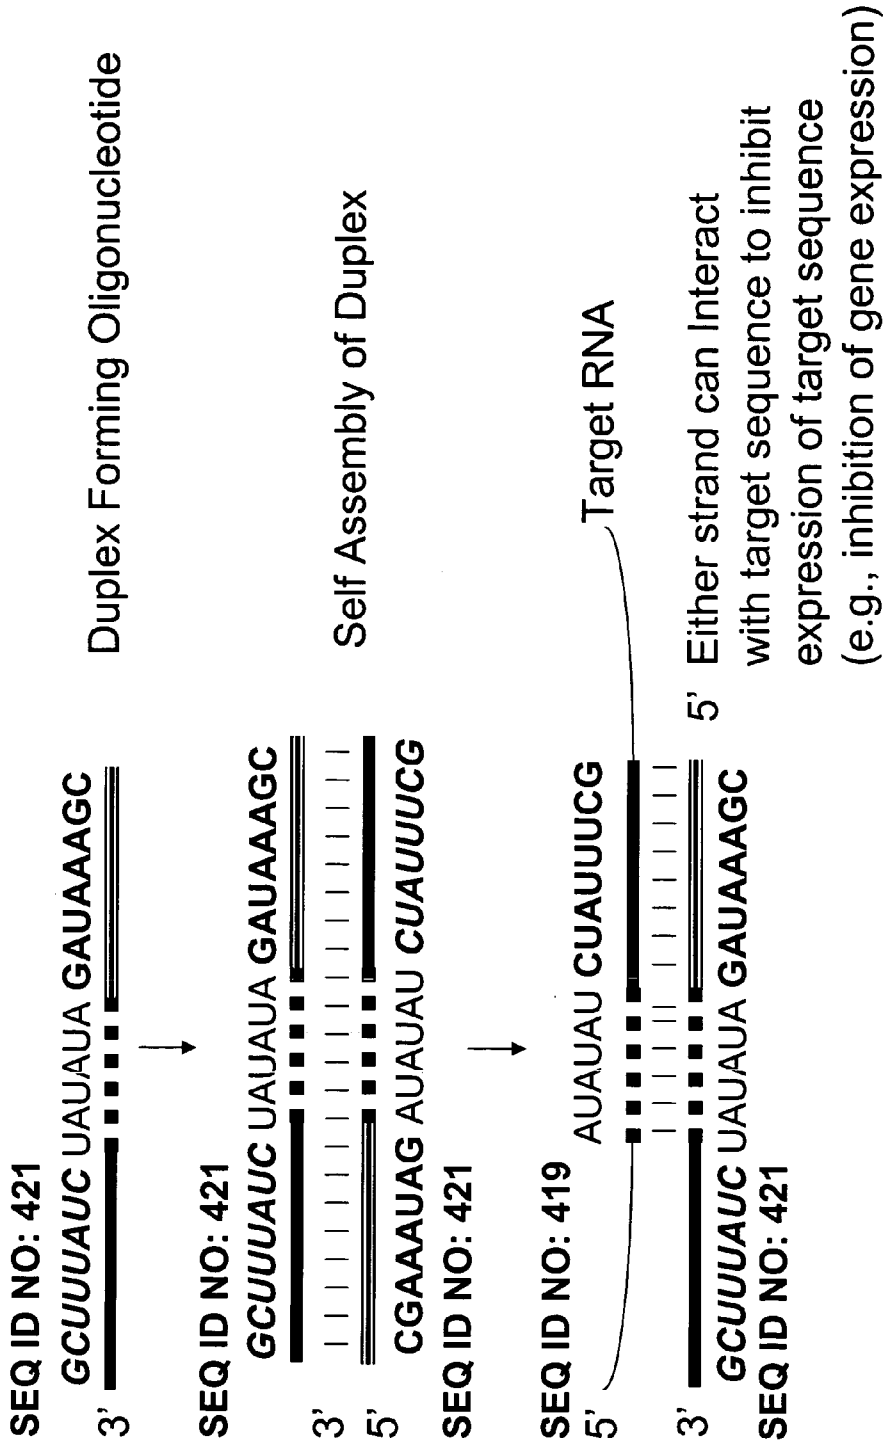 SEQ ID NO: 421
GCUUUAUC UAUAUA GAUAAAGC
3'
Duplex Forming Oligonucleotide
SEQ ID NO: 421
GCUUUAUC UAUAUA GAUAAAGC
3'
5'
CGAAAUAG AUAUAU CUAUUUCG
SEQ ID NO: 421
Self Assembly of Duplex
SEQ ID NO: 419
AUAUAU CUAUUUCG
5'
Target RNA
3'
5'
GCUUUAUC UAUAUA GAUAAAGC
SEQ ID NO: 421
Either strand can Interact
with target sequence to inhibit
expression of target sequence
(e.g., inhibition of gene expression)